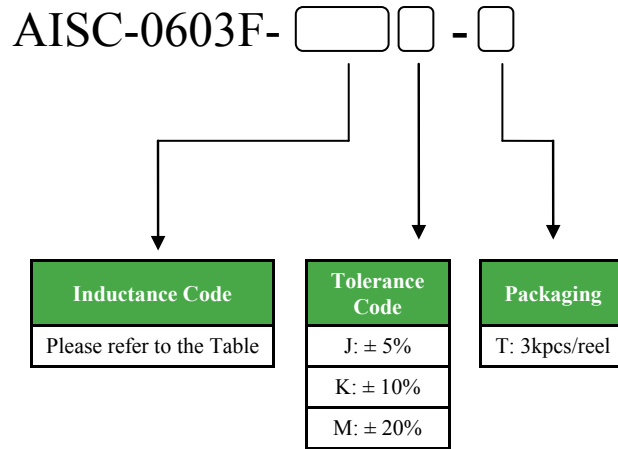 AISC-0603F- -
Inductance Code
Please refer to the Table
Tolerance
Code
J: ± 5%
K: ± 10%
M: ± 20%
Packaging
T: 3kpcs/reel